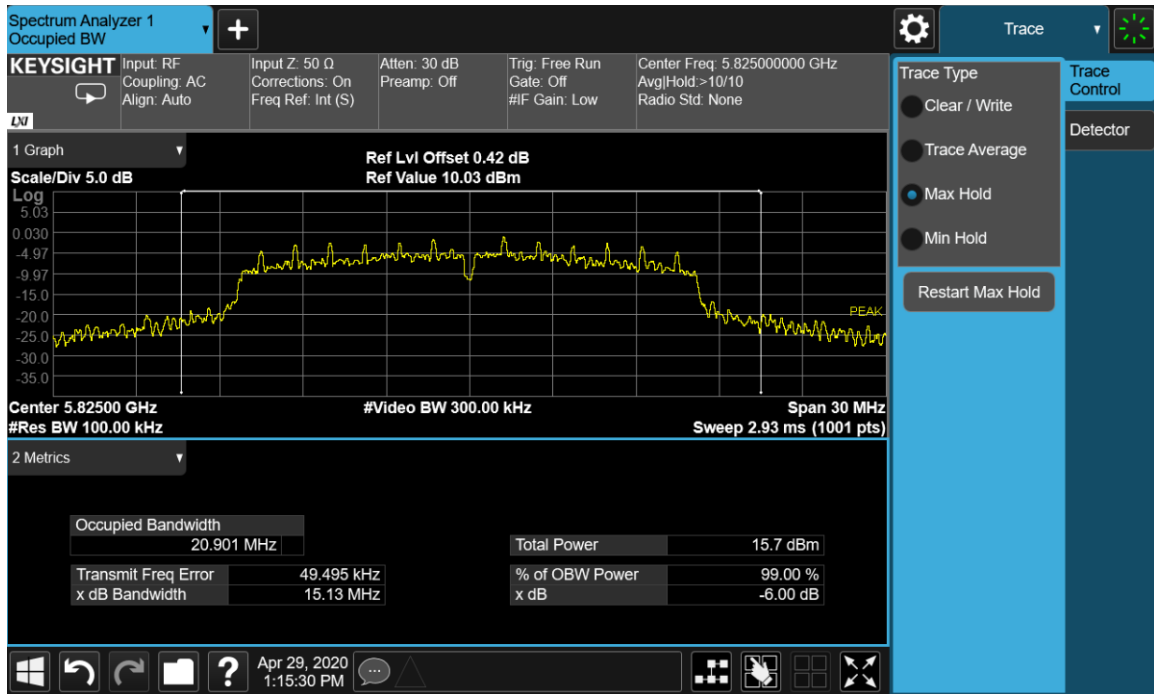 Spectrum Analyzer 1
Occupied BW
+
Trace
KEYSIGHT Input: RF Input Z: 50 Ω Atten: 30 dB Trig: Free Run Center Freq: 5.825000000 GHz
Coupling: AC Corrections: On Preamp: Off Gate: Off Avg|Hold:>10/10
Align: Auto Freq Ref: Int (S) #IF Gain: Low Radio Std: None
LXI
1 Graph
Ref Lvl Offset 0.42 dB
Scale/Div 5.0 dB Ref Value 10.03 dBm
Log
5.03
0.030
-4.97
-9.97
-15.0
-20.0
-25.0
-30.0
-35.0
PEAK
Center 5.82500 GHz #Video BW 300.00 kHz Span 30 MHz
#Res BW 100.00 kHz Sweep 2.93 ms (1001 pts)
2 Metrics
Occupied Bandwidth
20.901 MHz Total Power 15.7 dBm
Transmit Freq Error 49.495 kHz % of OBW Power 99.00 %
x dB Bandwidth 15.13 MHz x dB -6.00 dB
Trace Type
Clear / Write
Trace Average
Max Hold
Min Hold
Restart Max Hold
Trace
Control
Detector
?
Apr 29, 2020
1:15:30 PM